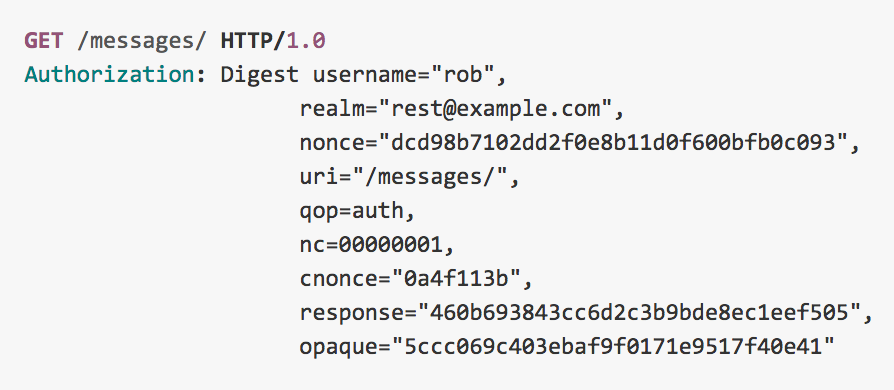 GET /messages/ HTTP/1.0
Authorization: Digest username="rob",
realm="rest@example.com",
nonce="dcd98b7102dd2f0e8b11d0f600bfb0c093",
uri="/messages/",
qop=auth,
nc=00000001,
cnonce="0a4f113b",
response="460b693843cc6d2c3b9bde8ec1eef505",
opaque="5ccc069c403ebaf9f0171e9517f40e41"